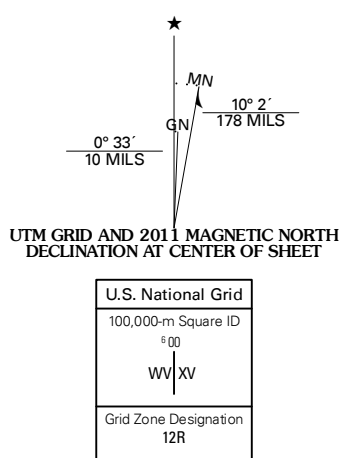 ★
MN
GN
10° 2´
178 MILS
0° 33´
10 MILS
UTM GRID AND 2011 MAGNETIC NORTH
DECLINATION AT CENTER OF SHEET
U.S. National Grid
100,000-m Square ID
⁶00
WV XV
Grid Zone Designation
12R